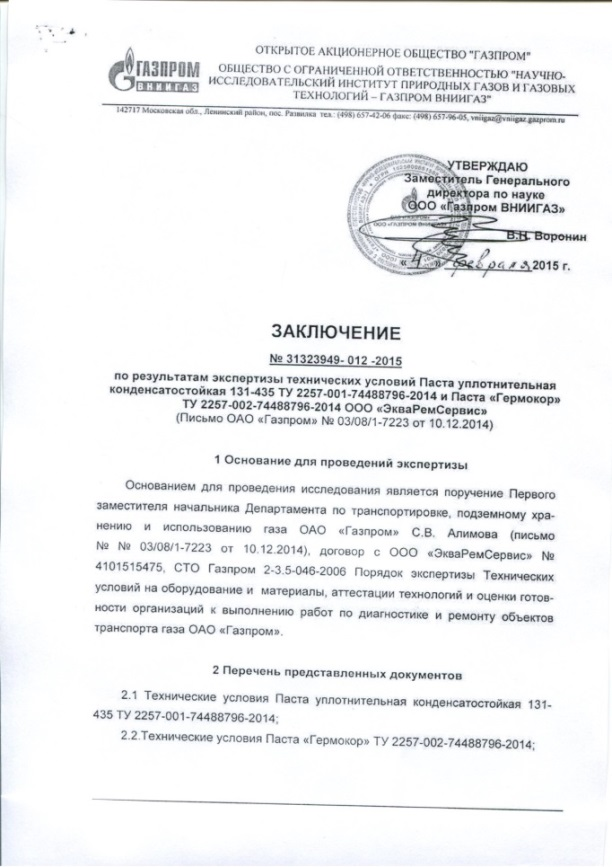 ОТКРЫТОЕ АКЦИОНЕРНОЕ ОБЩЕСТВО "ГАЗПРОМ"
ГАЗПРОМ
ВНИИГАЗ
ОБЩЕСТВО С ОГРАНИЧЕННОЙ ОТВЕТСТВЕННОСТЬЮ "НАУЧНО-
ИССЛЕДОВАТЕЛЬСКИЙ ИНСТИТУТ ПРИРОДНЫХ ГАЗОВ И ГАЗОВЫХ
ТЕХНОЛОГИЙ – ГАЗПРОМ ВНИИГАЗ"
142717 Московская обл., Ленинский район, пос. Развилка тел.: (498) 657-42-06 факс: (498) 657-96-05, vniigaz@vniigaz.gazprom.ru
УТВЕРЖДАЮ
Заместитель Генерального
директора по науке
ООО «Газпром ВНИИГАЗ»
В.Н. Воронин
« 4 » февраля 2015 г.
ЗАКЛЮЧЕНИЕ
№ 31323949- 012 -2015
по результатам экспертизы технических условий Паста уплотнительная
конденсатостойкая 131-435 ТУ 2257-001-74488796-2014 и Паста «Гермокор»
ТУ 2257-002-74488796-2014 ООО «ЭкваРемСервис»
(Письмо ОАО «Газпром» № 03/08/1-7223 от 10.12.2014)
1 Основание для проведений экспертизы
Основанием для проведения исследования является поручение Первого
заместителя начальника Департамента по транспортировке, подземному хра-
нению и использованию газа ОАО «Газпром» С.В. Алимова (письмо
№ № 03/08/1-7223 от 10.12.2014), договор с ООО «ЭкваРемСервис» №
4101515475, СТО Газпром 2-3.5-046-2006 Порядок экспертизы Технических
условий на оборудование и материалы, аттестации технологий и оценки готов-
ности организаций к выполнению работ по диагностике и ремонту объектов
транспорта газа ОАО «Газпром».
2 Перечень представленных документов
2.1 Технические условия Паста уплотнительная конденсатостойкая 131-
435 ТУ 2257-001-74488796-2014;
2.2.Технические условия Паста «Гермокор» ТУ 2257-002-74488796-2014;